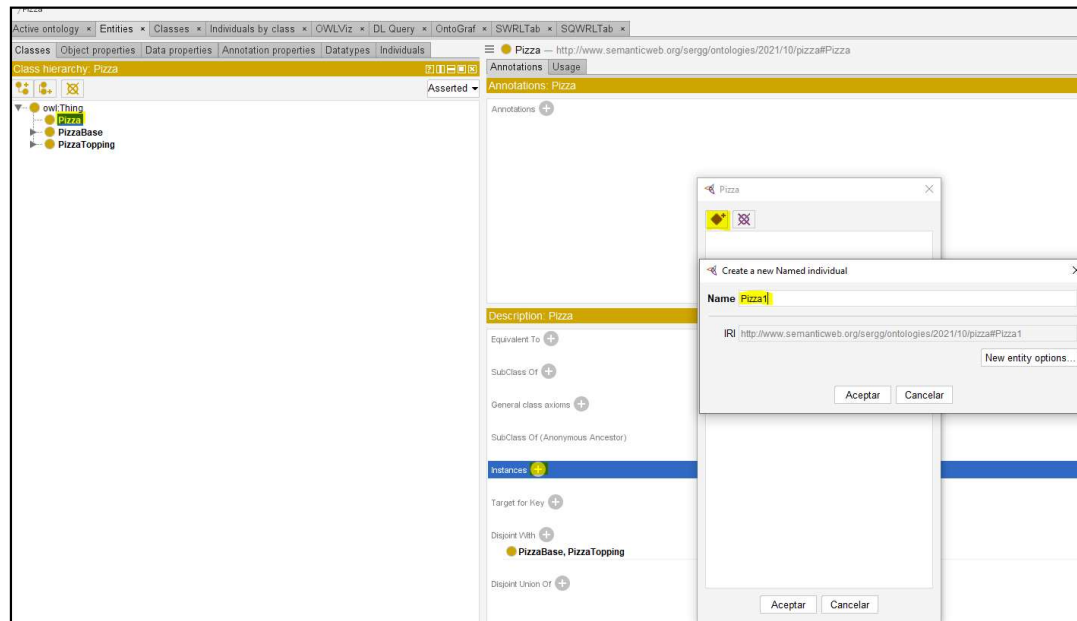 /Pizza
Active ontology × Entities × Classes × Individuals by class × OWLViz × DL Query × OntoGraf × SWRLTab × SQWRLTab ×
Classes Object properties Data properties Annotation properties Datatypes Individuals
Class hierarchy: Pizza
Asserted
owl:Thing
Pizza
PizzaBase
PizzaTopping
Pizza — http://www.semanticweb.org/sergg/ontologies/2021/10/pizza#Pizza
Annotations Usage
Annotations: Pizza
Annotations
Description: Pizza
Equivalent To
SubClass Of
General class axioms
SubClass Of (Anonymous Ancestor)
Instances
Target for Key
Disjoint With
PizzaBase, PizzaTopping
Disjoint Union Of
Pizza
Create a new Named individual
Name Pizza1
IRI http://www.semanticweb.org/sergg/ontologies/2021/10/pizza#Pizza1
New entity options...
Aceptar Cancelar
Aceptar Cancelar